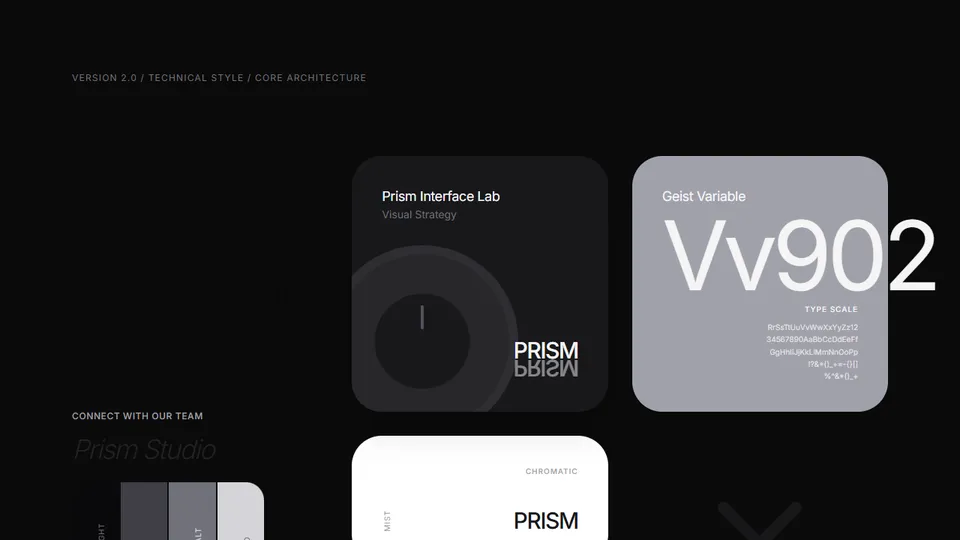 VERSION 2.0 / TECHNICAL STYLE / CORE ARCHITECTURE
Prism Interface Lab
Visual Strategy
PRISM
PRISM
Geist Variable
Vv902
TYPE SCALE
RrSsTtUuVvWwXxYyZz12
34567890AaBbCcDdEeFf
GgHhIiJjKkLlMmNnOoPp
!?&*()_+=-{}[]
%^&*()_+
CONNECT WITH OUR TEAM
Prism Studio
CHROMATIC
MIST
PRISM